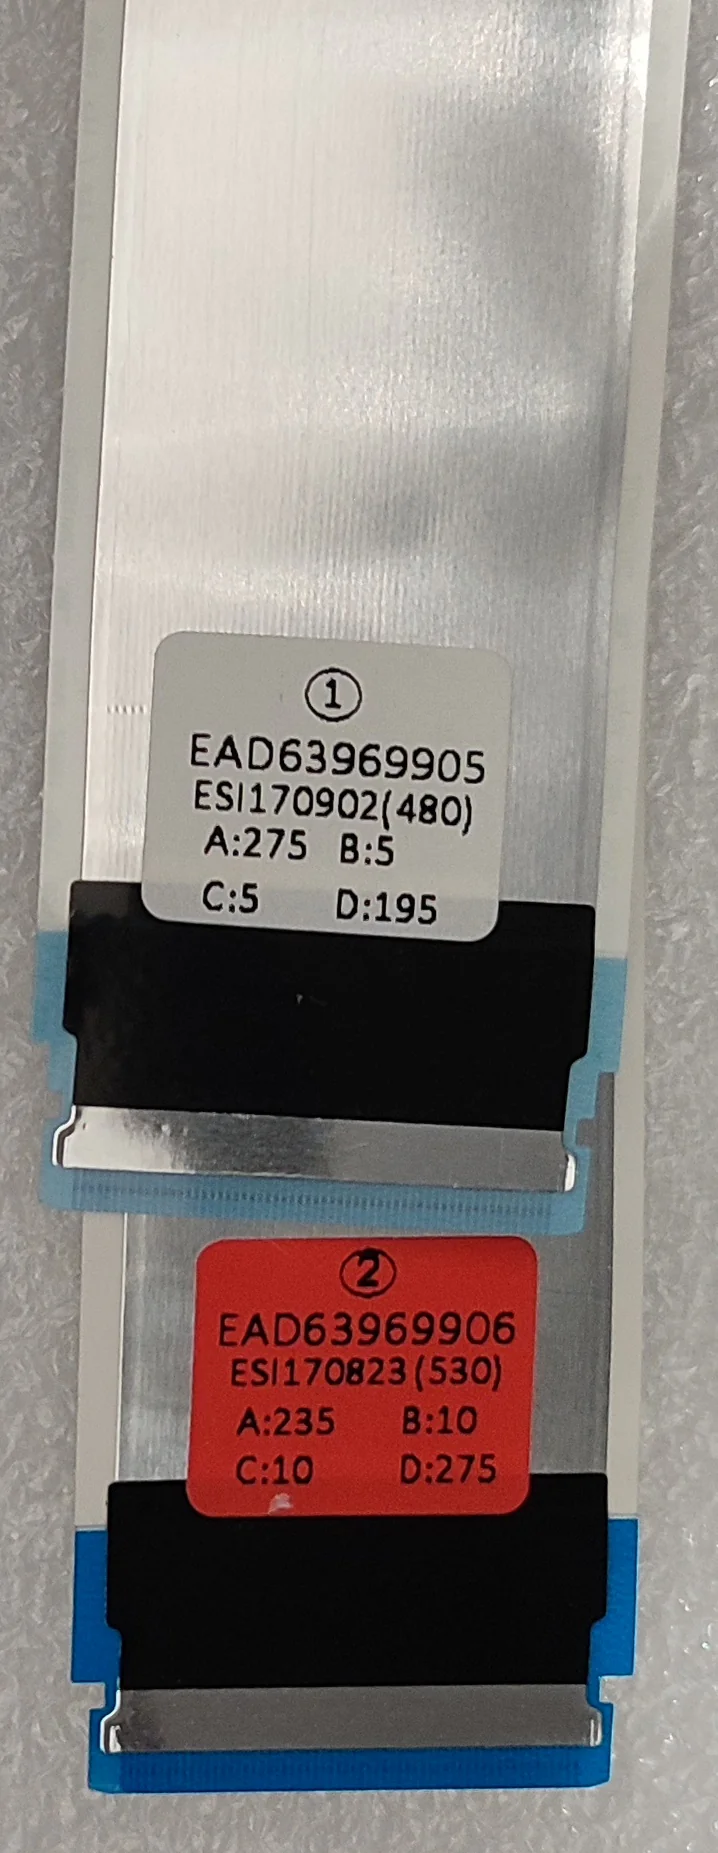 ①
EAD63969905
ESI170902(480)
A:275 B:5
C:5 D:195
②
EAD63969906
ESI170823(530)
A:235 B:10
C:10 D:275